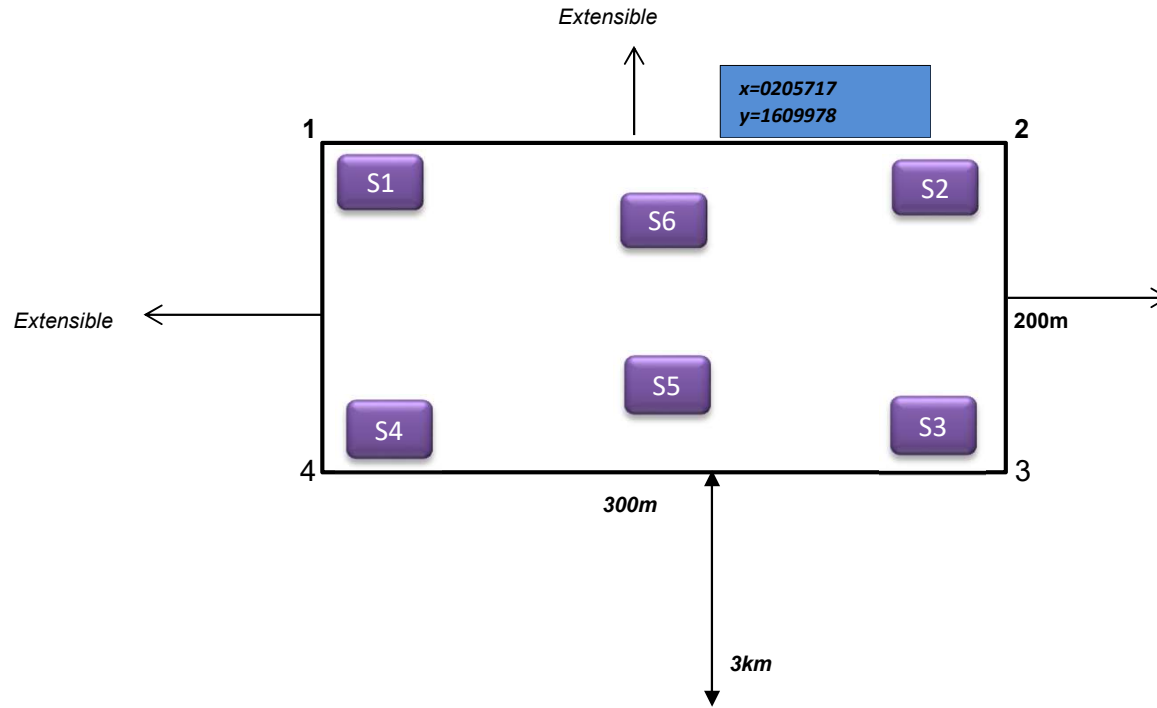 Extensible
x=0205717
y=1609978
1
2
S1
S2
S6
Extensible
200m
S5
S4
S3
4
3
300m
3km